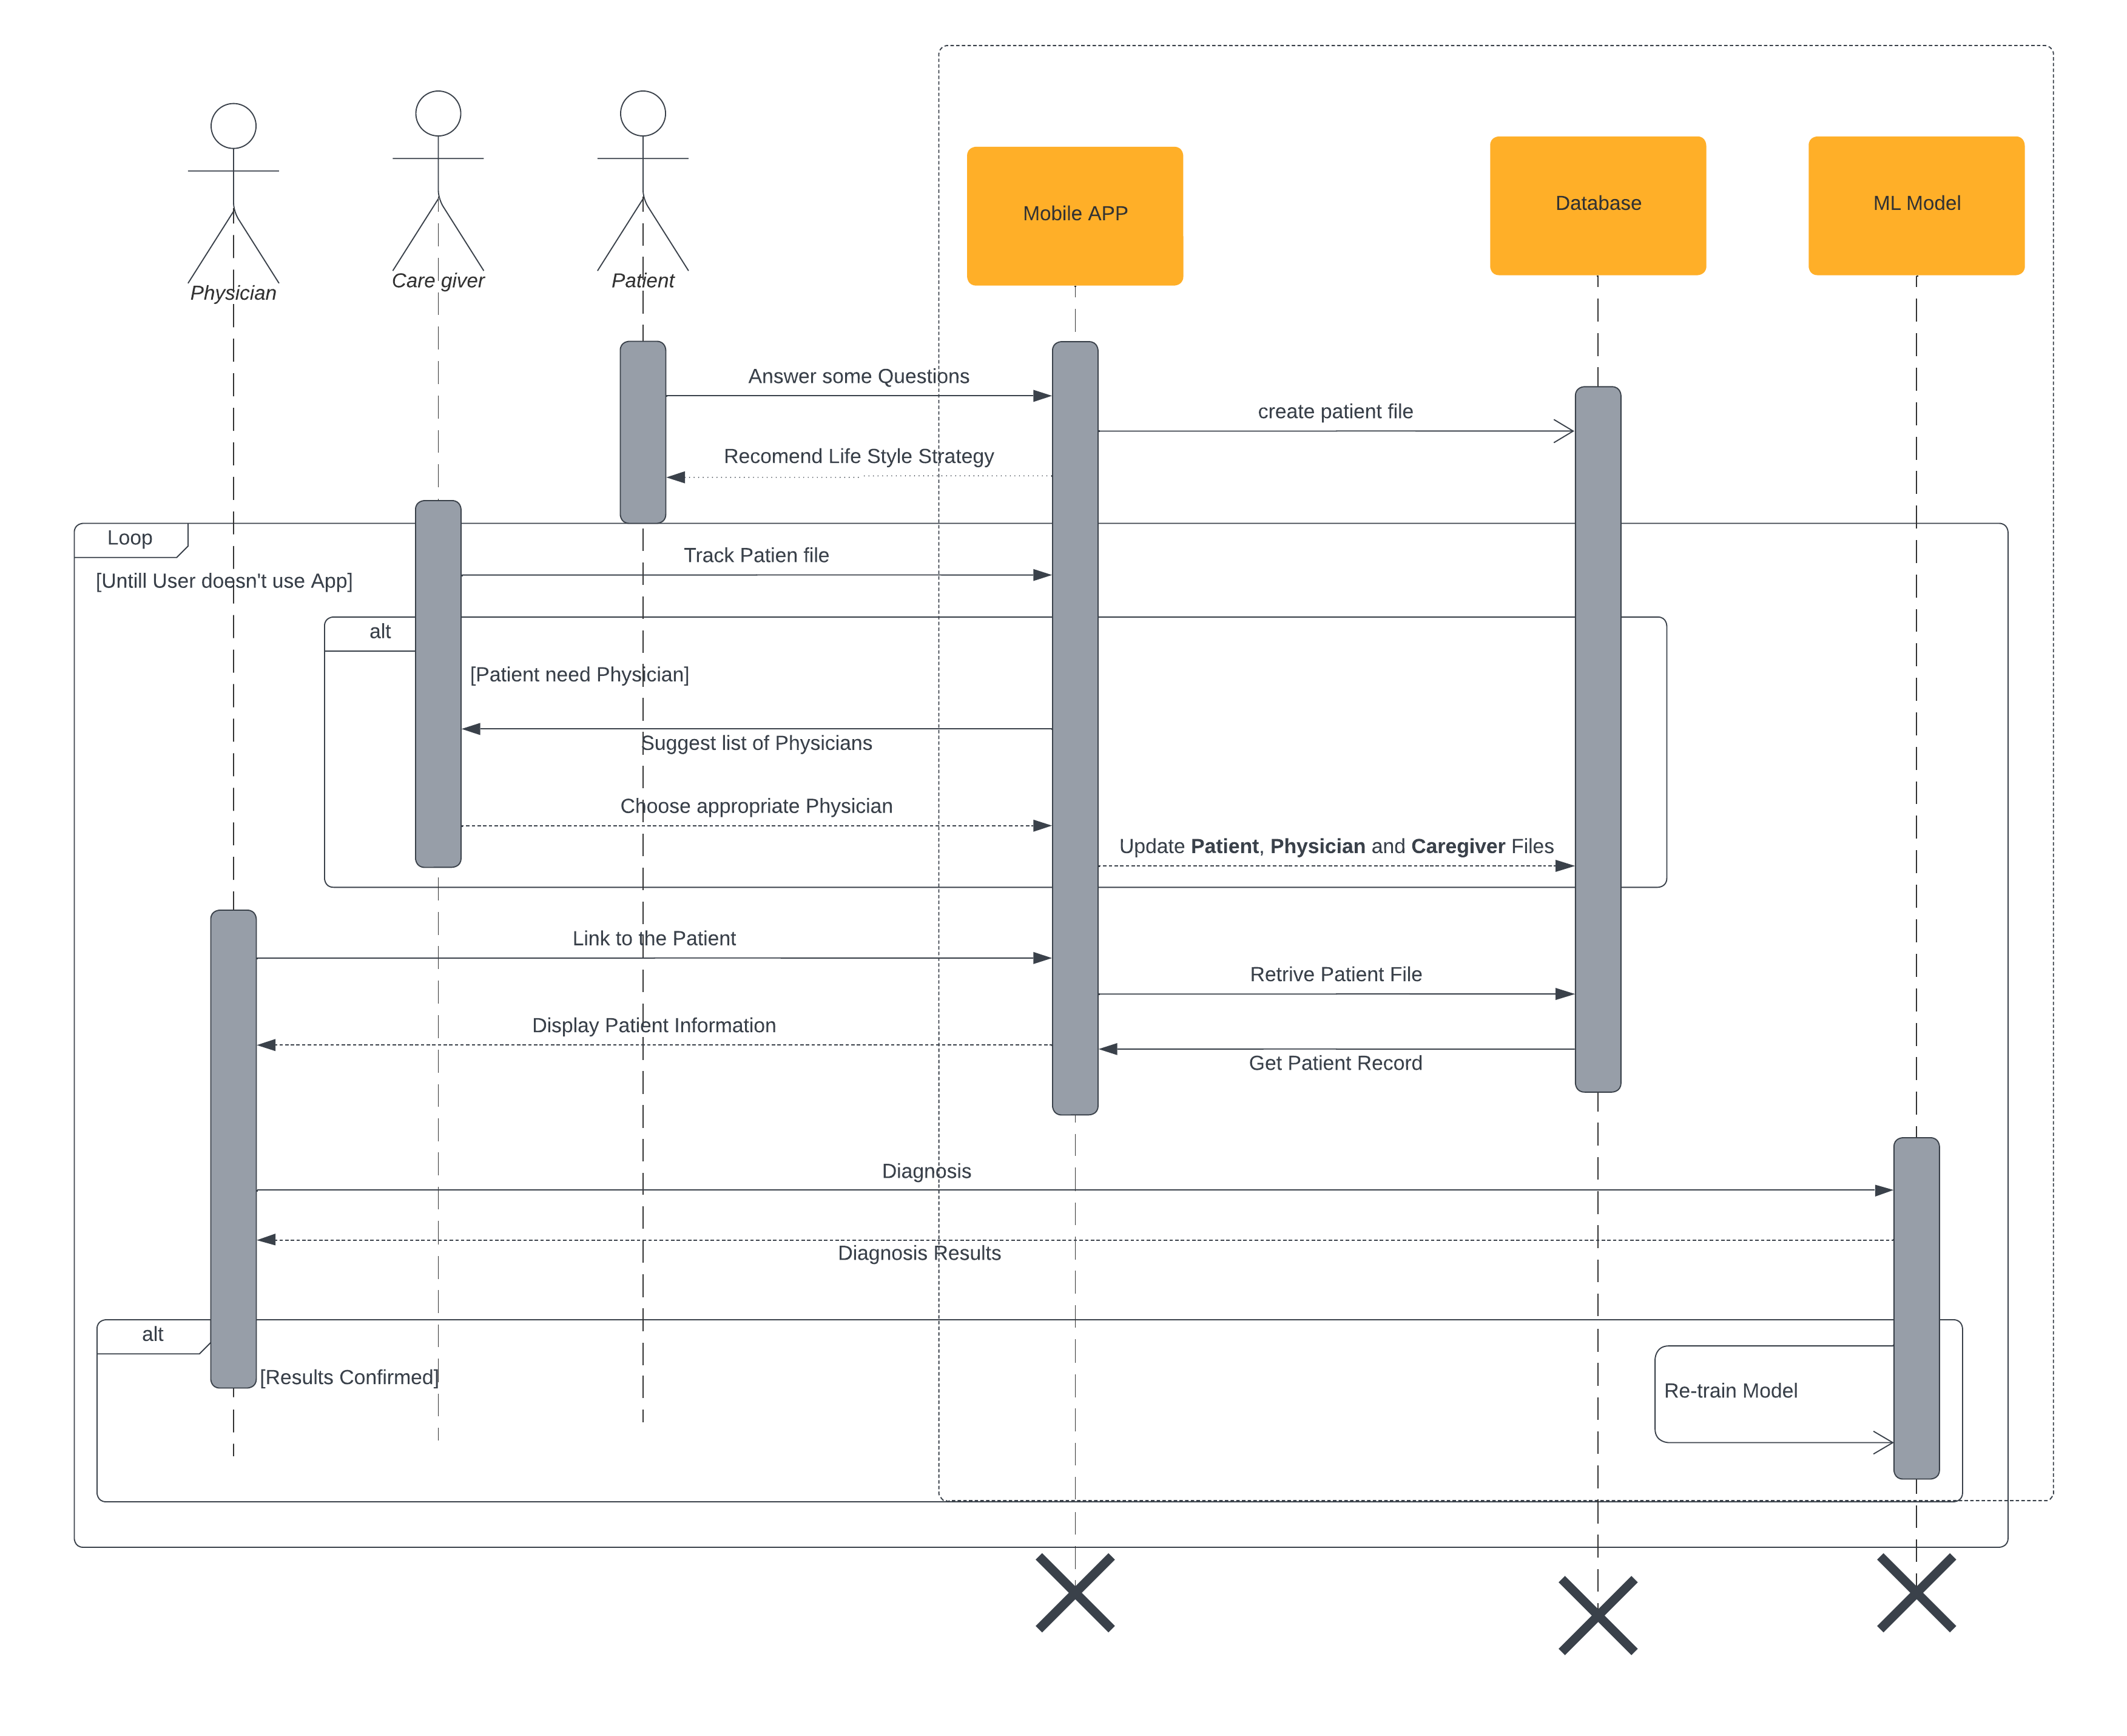 Physician
Care giver
Patient
Mobile APP
Database
ML Model
Answer some Questions
create patient file
Recomend Life Style Strategy
Loop
[Untill User doesn't use App]
Track Patien file
alt
[Patient need Physician]
Suggest list of Physicians
Choose appropriate Physician
Update Patient, Physician and Caregiver Files
Link to the Patient
Retrive Patient File
Display Patient Information
Get Patient Record
Diagnosis
Diagnosis Results
alt
[Results Confirmed]
Re-train Model